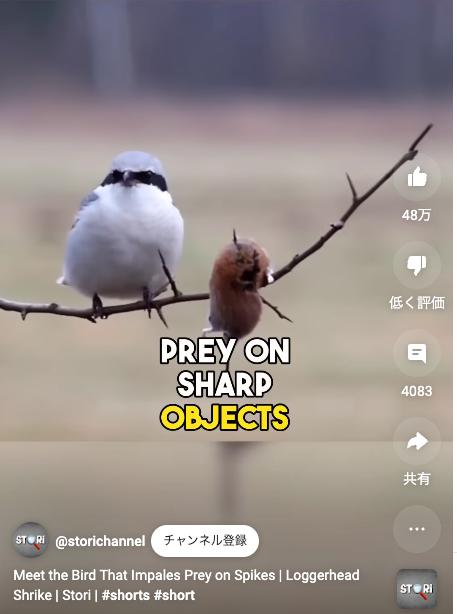 PREY ON
SHARP
OBJECTS
48万
低く評価
4083
共有
STORi
@storichannel
チャンネル登録
Meet the Bird That Impales Prey on Spikes | Loggerhead
Shrike | Stori | #shorts #short
STORi